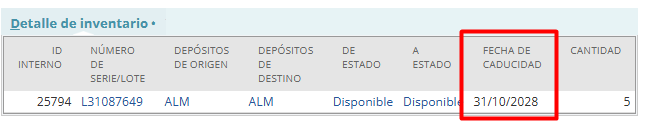 Detalle de inventario •
ID INTERNO NÚMERO DE SERIE/LOTE DEPÓSITOS DE ORIGEN DEPÓSITOS DE DESTINO DE ESTADO A ESTADO FECHA DE CADUCIDAD CANTIDAD
25794 L31087649 ALM ALM Disponible Disponible 31/10/2028 5